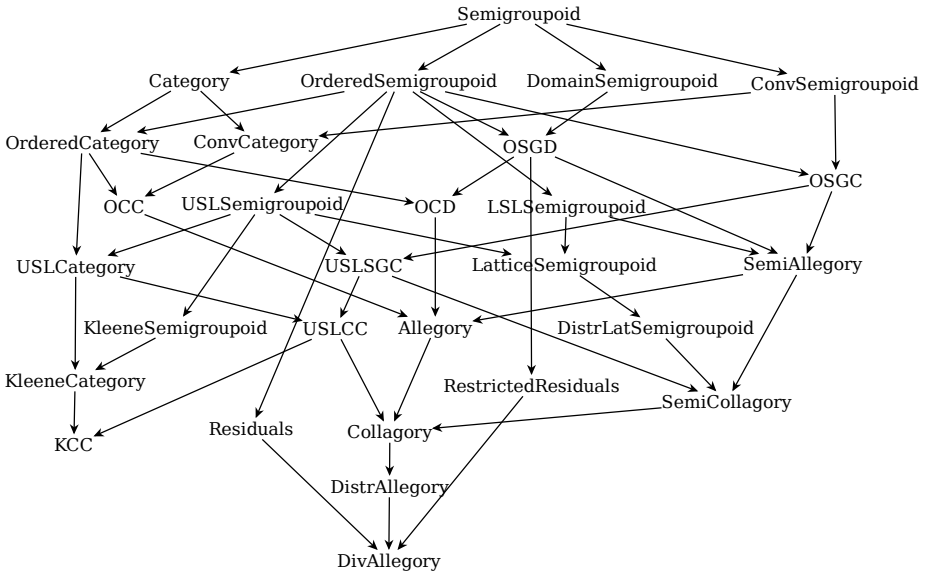 Semigroupoid
Category
OrderedSemigroupoid
DomainSemigroupoid
ConvSemigroupoid
OrderedCategory
ConvCategory
OSGD
OSGC
OCC
USLSemigroupoid
OCD
LSLSemigroupoid
USLCategory
USLSGC
LatticeSemigroupoid
SemiAllegory
KleeneSemigroupoid
USLCC
Allegory
DistrLatSemigroupoid
KleeneCategory
RestrictedResiduals
SemiCollagory
KCC
Residuals
Collagory
DistrAllegory
DivAllegory